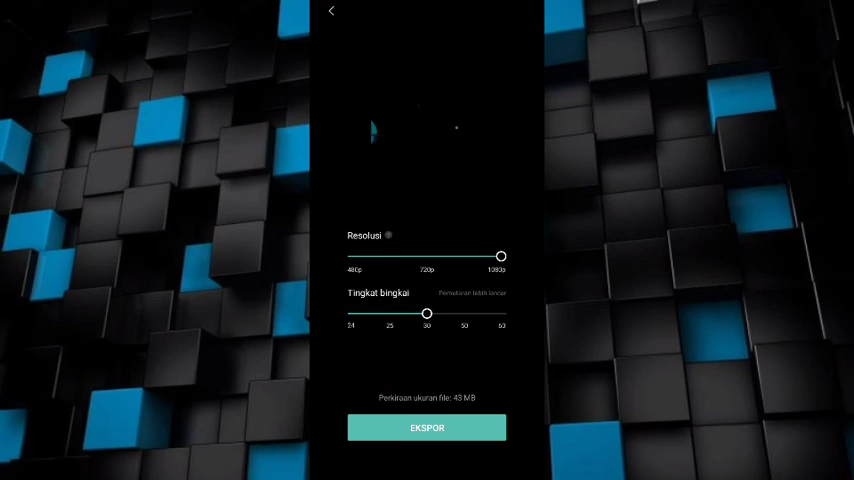 Resolusi
480p 720p 1080p
Tingkat bingkai Pemutaran lebih lancar
24 25 30 50 60
Perkiraan ukuran file: 43 MB
EKSPOR